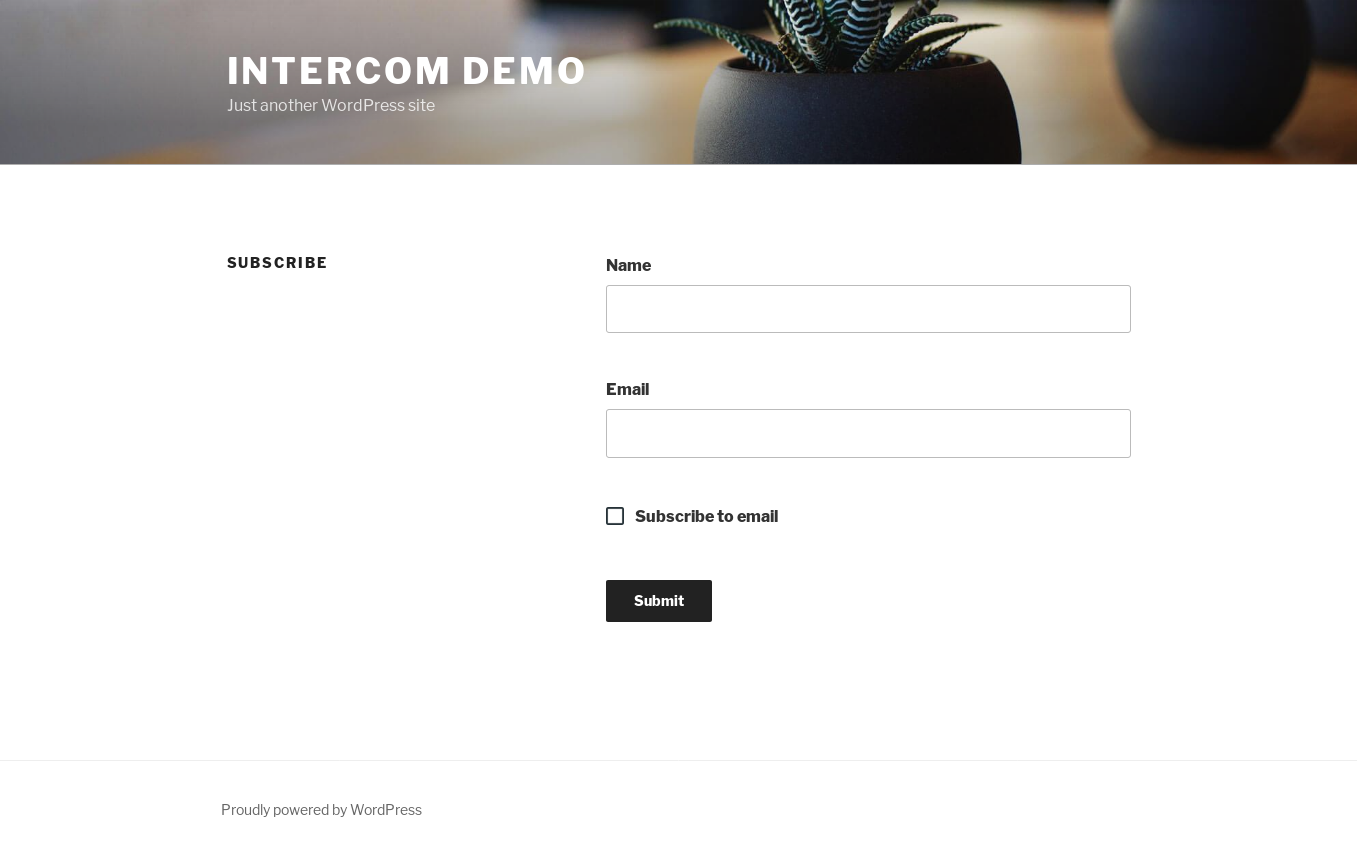 INTERCOM DEMO
Just another WordPress site
SUBSCRIBE
Name
Email
Subscribe to email
Submit
Proudly powered by WordPress